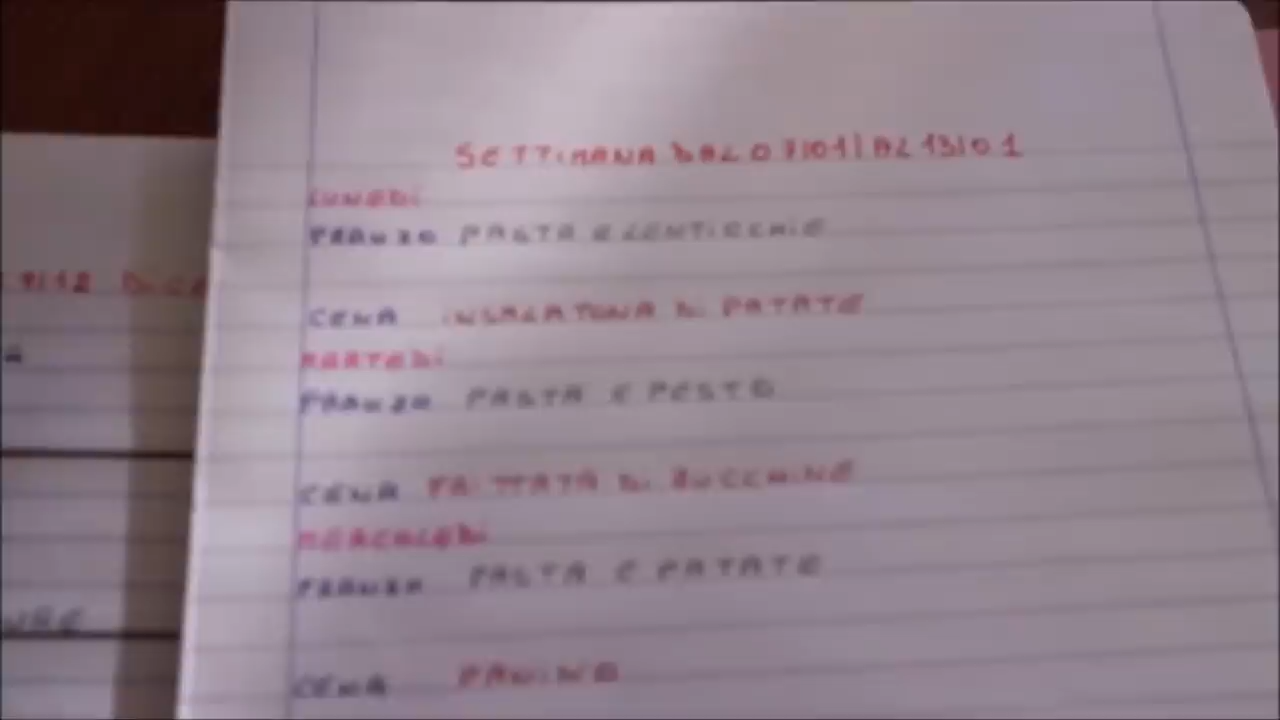 SETTIMANA DAL 07/01/AL 13/01
LUNEDI
PRANZO PASTA E LENTICCHIE
CENA INSALATONA DI PATATE
MARTEDI
PRANZO PASTA E PESTO
CENA FRITTATA DI ZUCCHINE
MERCOLEDI
PRANZO PASTA E PATATE
CENA PANINO